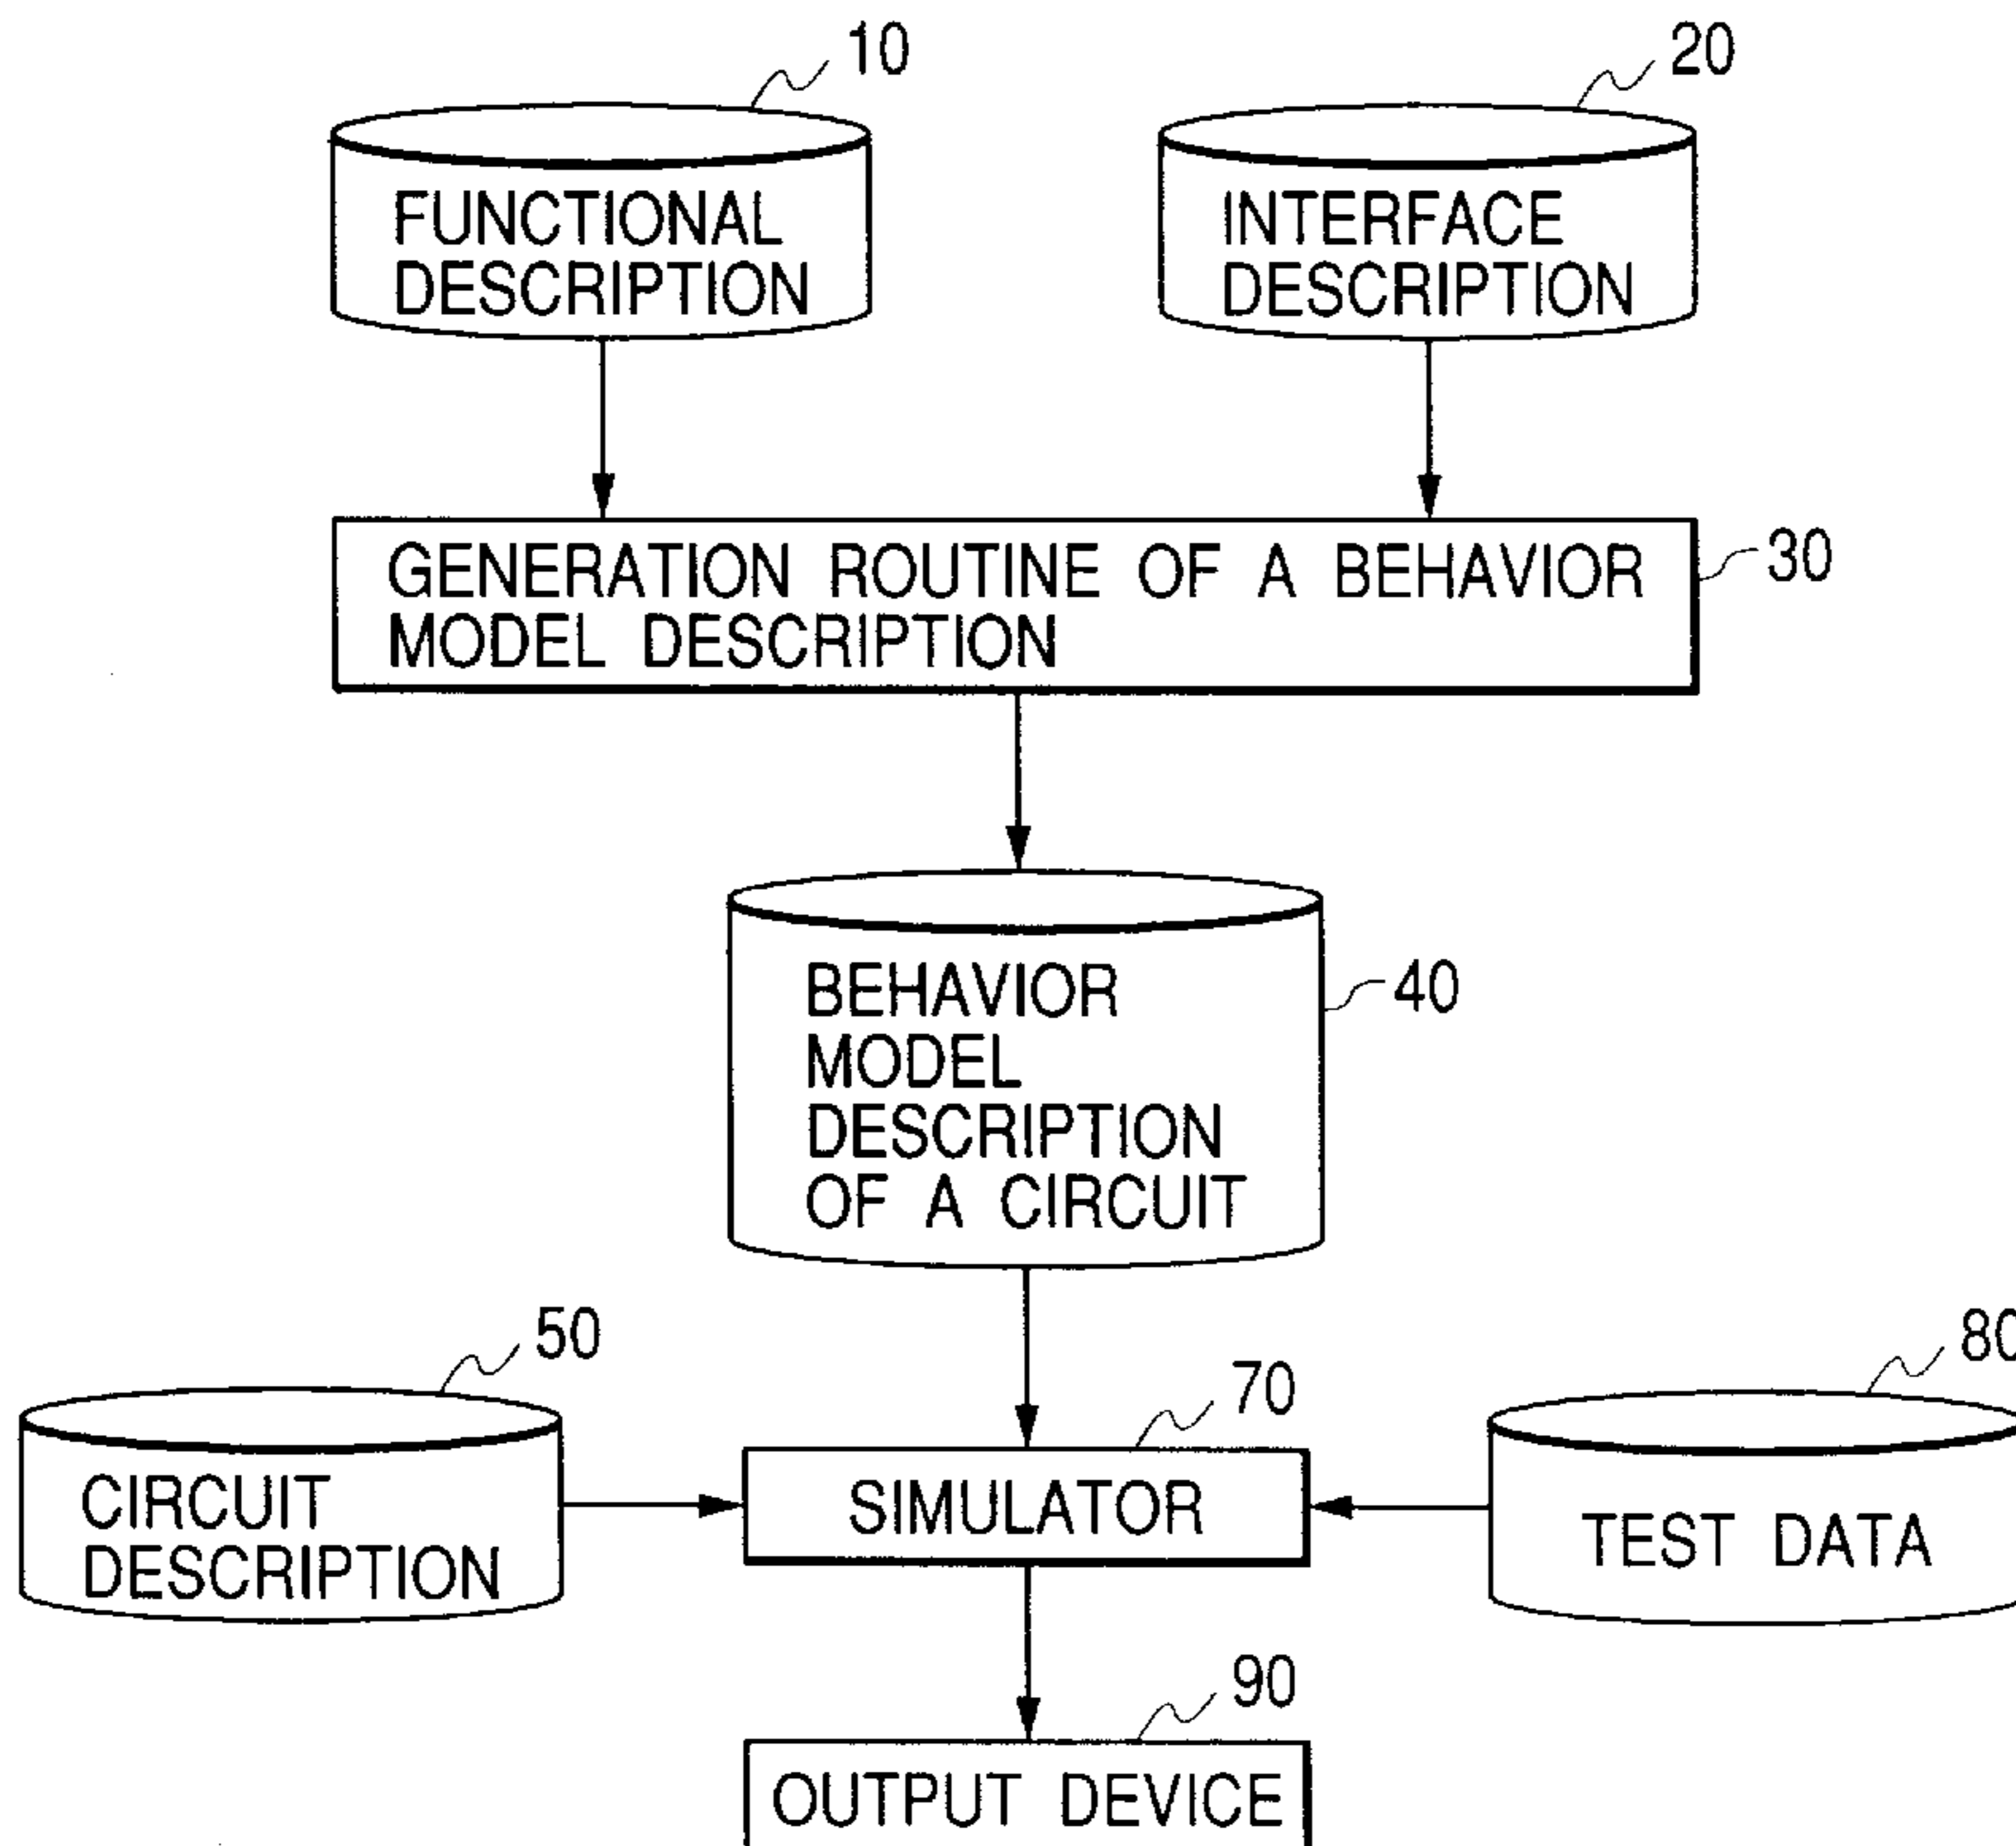 10
20
FUNCTIONAL
DESCRIPTION
INTERFACE
DESCRIPTION
GENERATION ROUTINE OF A BEHAVIOR
MODEL DESCRIPTION
30
BEHAVIOR
MODEL
DESCRIPTION
OF A CIRCUIT
40
50
CIRCUIT
DESCRIPTION
70
SIMULATOR
80
TEST DATA
90
OUTPUT DEVICE